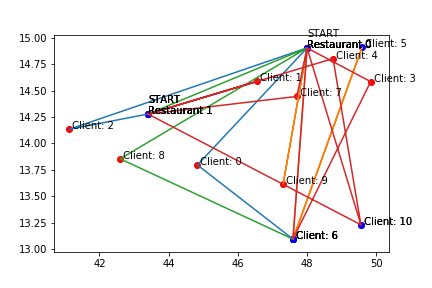 15.00
14.75
14.50
14.25
14.00
13.75
13.50
13.25
13.00
START
Restaurant 0
Client: 5
Client: 4
Client: 1
Client: 3
START
Restaurant 1
Client: 7
Client: 2
Client: 8
Client: 0
Client: 9
Client: 10
Client: 6
42
44
46
48
50